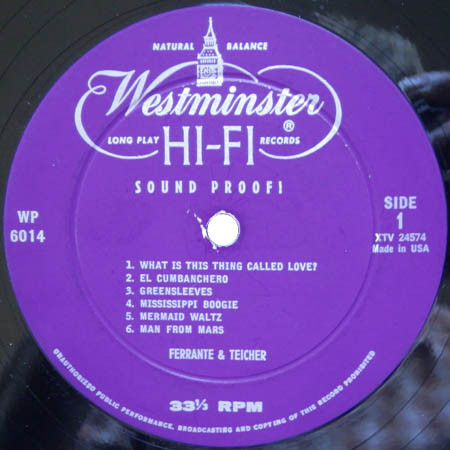 NATURAL BALANCE
Westminster
LONG PLAY HI-FI RECORDS
®
SOUND PROOF!
WP
6014
SIDE
1
XTV 24574
Made in USA
1. WHAT IS THIS THING CALLED LOVE?
2. EL CUMBANCHERO
3. GREENSLEEVES
4. MISSISSIPPI BOOGIE
5. MERMAID WALTZ
6. MAN FROM MARS
FERRANTE & TEICHER
33⅓ RPM
UNAUTHORIZED PUBLIC PERFORMANCE, BROADCASTING AND COPYING OF THIS RECORD PROHIBITED